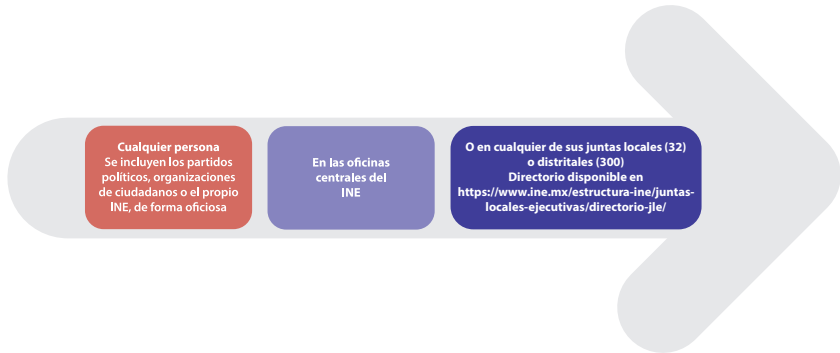 Cualquier persona
Se incluyen los partidos
políticos, organizaciones
de ciudadanos o el propio
INE, de forma oficiosa
En las oficinas
centrales del
INE
O en cualquier de sus juntas locales (32)
o distritales (300)
Directorio disponible en
https://www.ine.mx/estructura-ine/juntas-
locales-ejecutivas/directorio-jle/